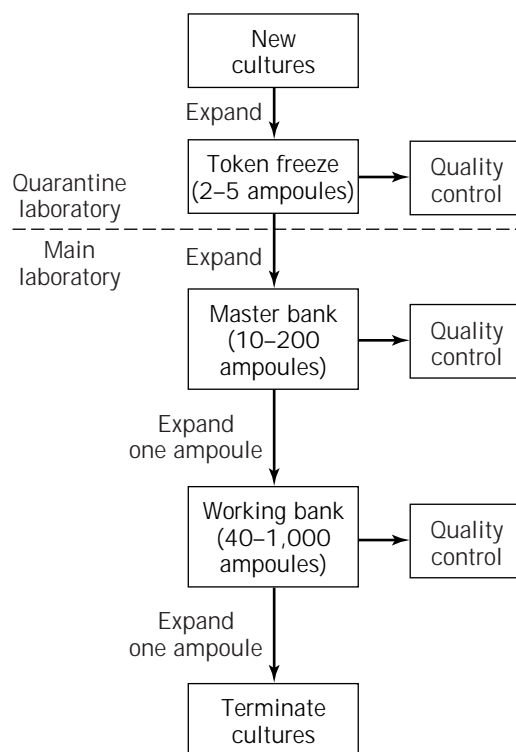 New
cultures
Expand
Token freeze
(2–5 ampoules)
Quality
control
Quarantine
laboratory
Main
laboratory
Expand
Master bank
(10–200
ampoules)
Quality
control
Expand
one ampoule
Working bank
(40–1,000
ampoules)
Quality
control
Expand
one ampoule
Terminate
cultures